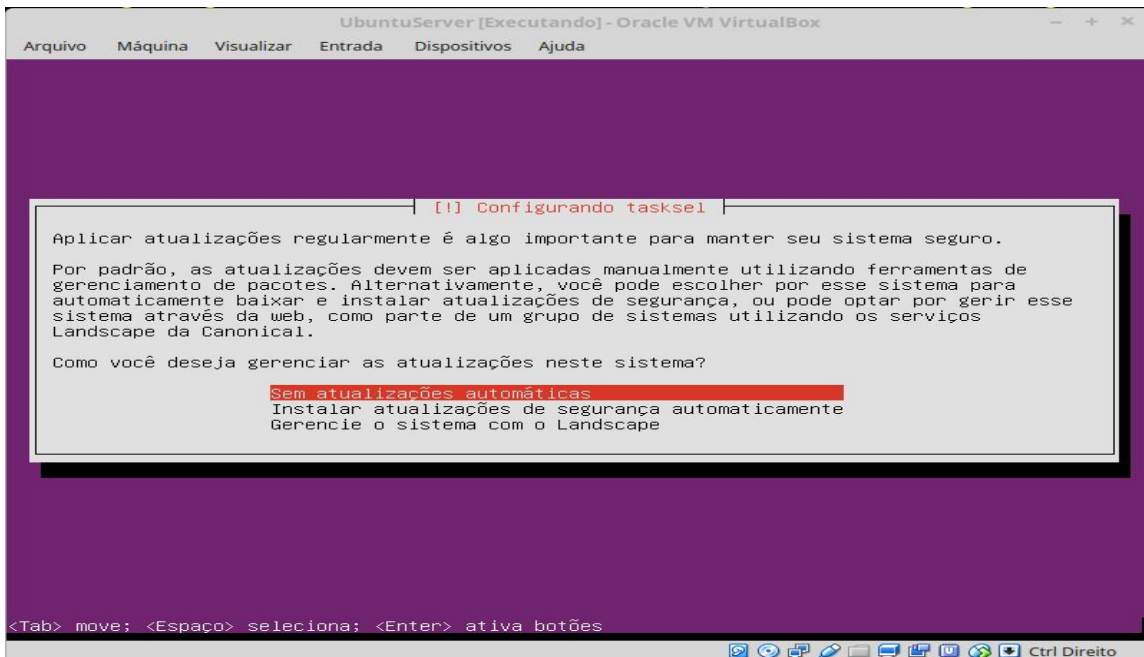 UbuntuServer [Executando] - Oracle VM VirtualBox
Arquivo Máquina Visualizar Entrada Dispositivos Ajuda
[!] Configurando tasksel
Aplicar atualizações regularmente é algo importante para manter seu sistema seguro.
Por padrão, as atualizações devem ser aplicadas manualmente utilizando ferramentas de
gerenciamento de pacotes. Alternativamente, você pode escolher por esse sistema para
automaticamente baixar e instalar atualizações de segurança, ou pode optar por gerir esse
sistema através da web, como parte de um grupo de sistemas utilizando os serviços
Landscape da Canonical.
Como você deseja gerenciar as atualizações neste sistema?
Sem atualizações automáticas
Instalar atualizações de segurança automaticamente
Gerencie o sistema com o Landscape
<Tab> move; <Espaço> seleciona; <Enter> ativa botões
Ctrl Direito